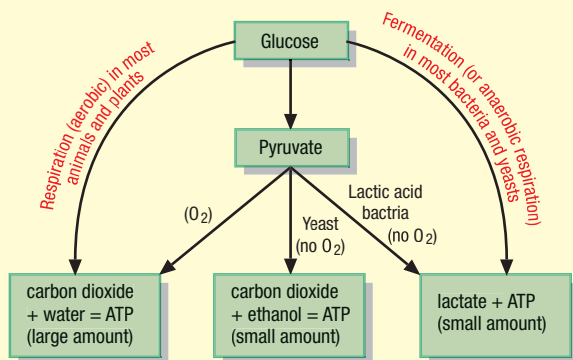 Glucose
Respiration (aerobic) in most
animals and plants
Fermentation (or anaerobic respiration)
in most bacteria and yeasts
Pyruvate
(O2)
Yeast
(no O2)
Lactic acid
bactria
(no O2)
carbon dioxide
+ water = ATP
(large amount)
carbon dioxide
+ ethanol = ATP
(small amount)
lactate + ATP
(small amount)